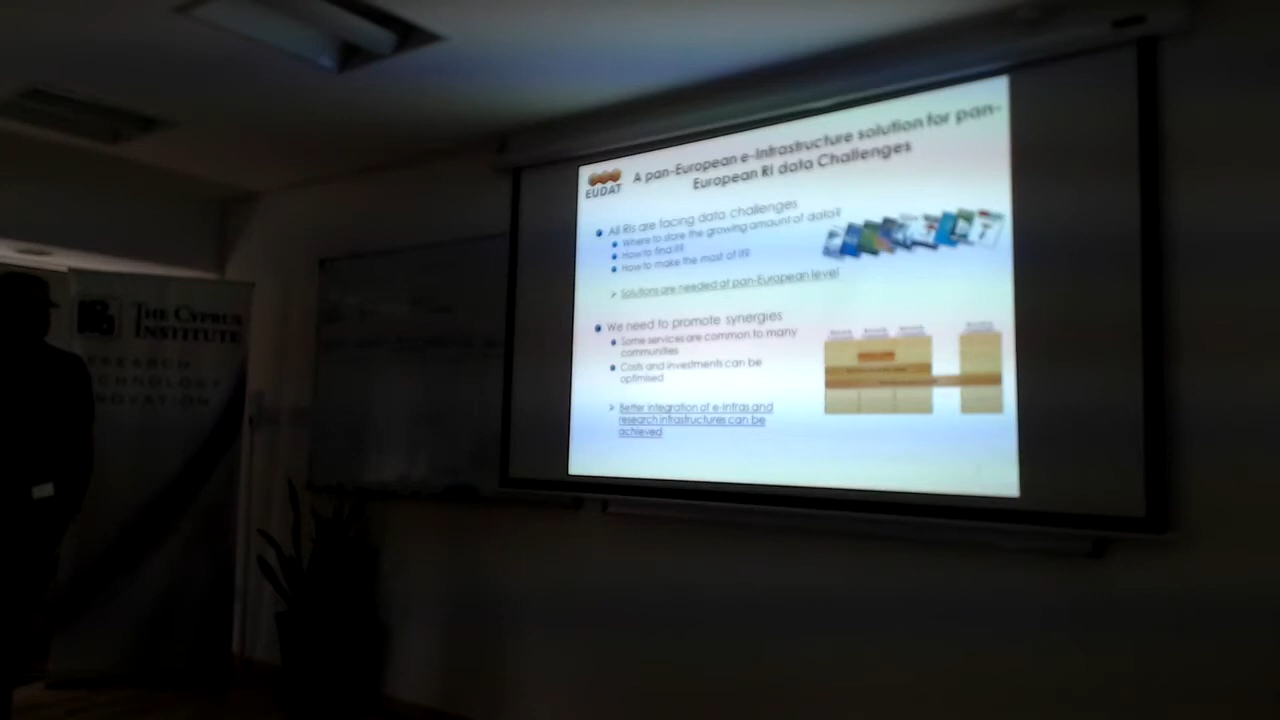 THE CYPRUS
INSTITUTE
RESEARCH
TECHNOLOGY
INNOVATION
EUDAT
A pan-European e-Infrastructure solution for pan-
European RI data Challenges
All RIs are facing data challenges
Where to store the growing amount of data?
How to find it?
How to make the most of it?
Solutions are needed at pan-European level
We need to promote synergies
Some services are common to many
communities
Costs and investments can be
optimised
Better integration of e-Infras and
research infrastructures can be
achieved